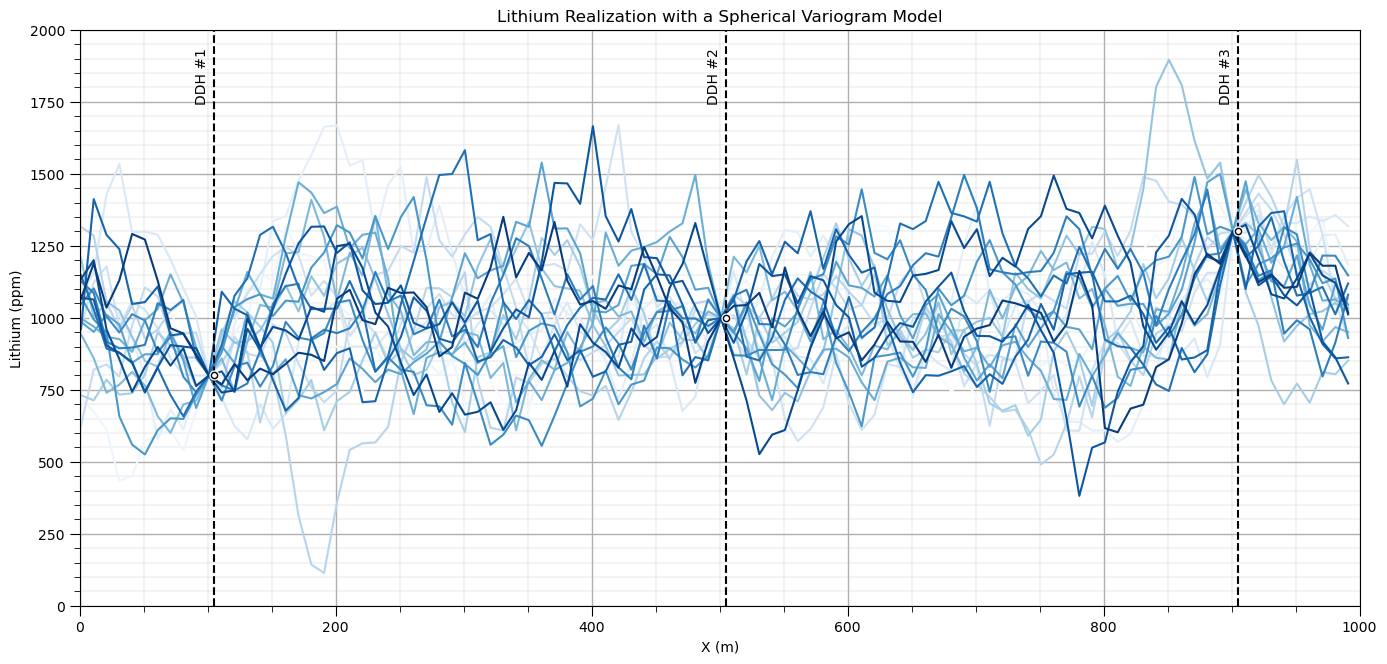 Lithium Realization with a Spherical Variogram Model
2000
1750
1500
1250
1000
750
500
250
0
Lithium (ppm)
DDH #1
DDH #2
DDH #3
0
200
400
600
800
1000
X (m)